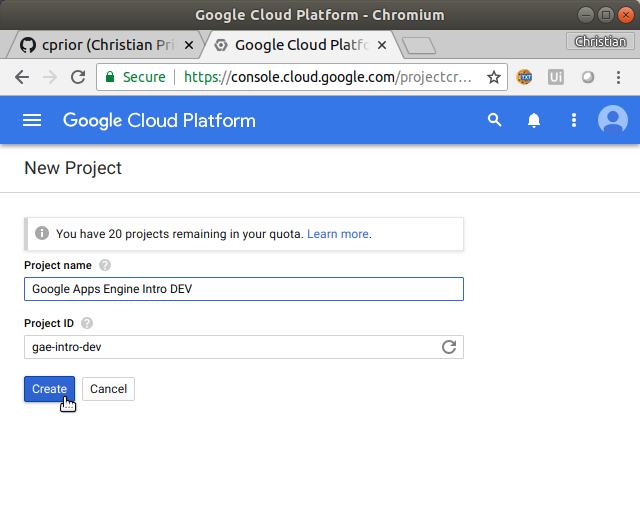 Google Cloud Platform - Chromium
cprior (Christian Pri
Google Cloud Platfo
Christian
Secure
https://console.cloud.google.com/projectcr...
TXT
Ui
Google Cloud Platform
New Project
You have 20 projects remaining in your quota. Learn more.
Project name ?
Google Apps Engine Intro DEV
Project ID ?
gae-intro-dev
Create Cancel